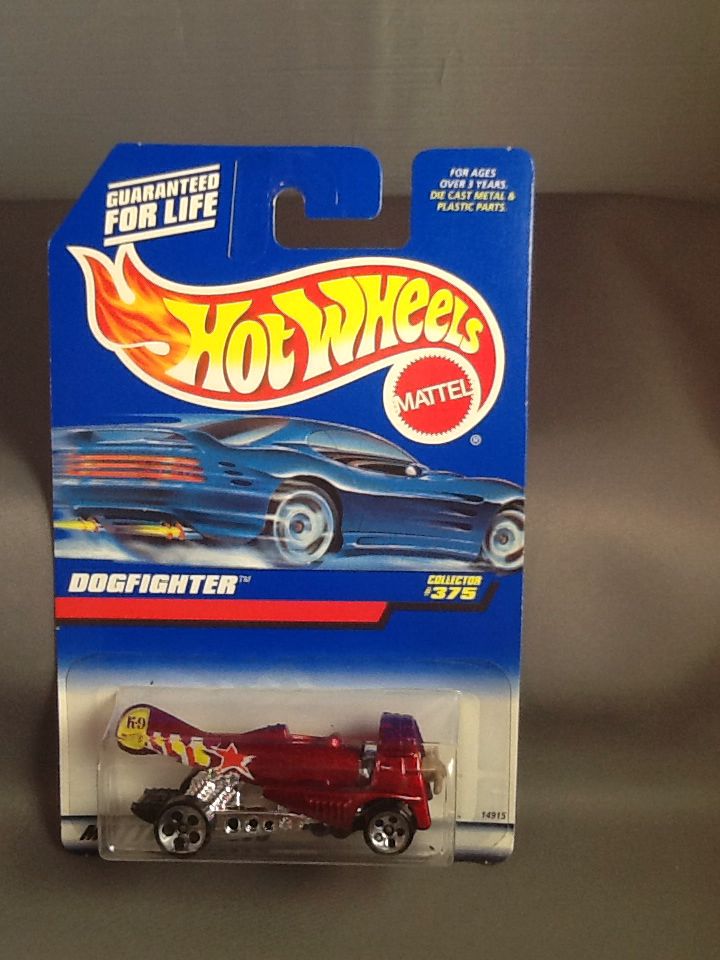 GUARANTEED
FOR LIFE
FOR AGES
OVER 3 YEARS.
DIE CAST METAL &
PLASTIC PARTS.
HOT WHEELS
MATTEL
®
DOGFIGHTER™
COLLECTOR
#375
K-9
14915